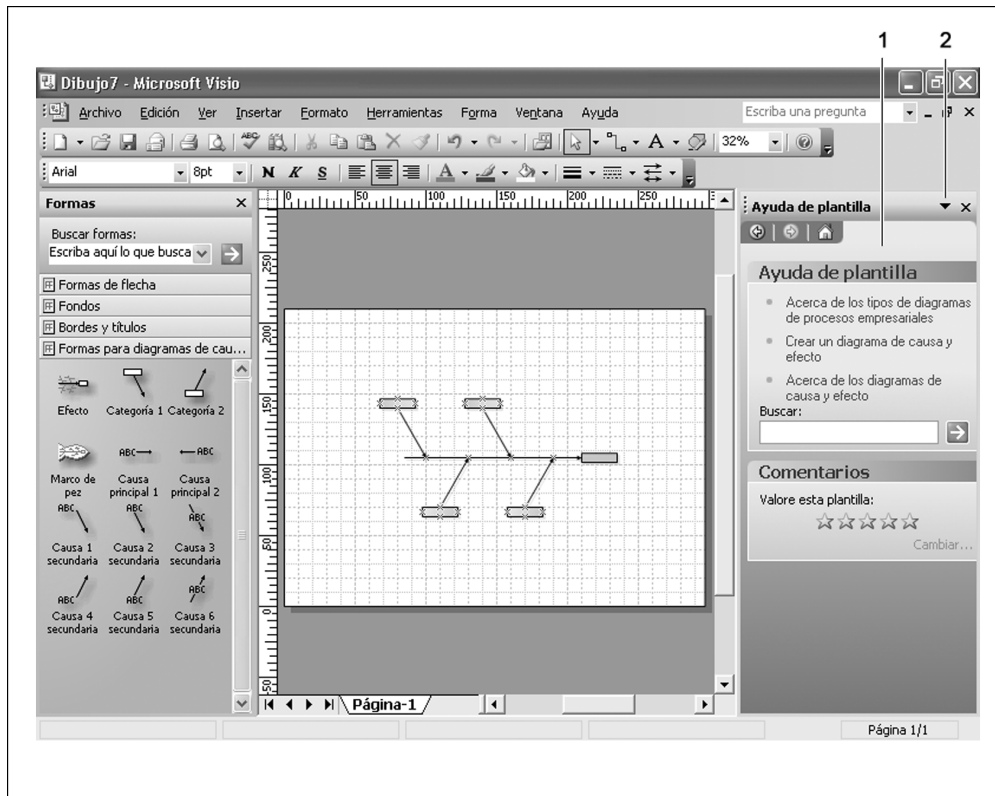 1 2
Dibujo7 - Microsoft Visio
Archivo Edición Ver Insertar Formato Herramientas Forma Ventana Ayuda Escriba una pregunta
ABC A 32%
Arial 8pt N K S A
Formas
Buscar formas:
Escriba aquí lo que busca
Formas de flecha
Fondos
Bordes y títulos
Formas para diagramas de cau...
Efecto Categoría 1 Categoría 2
ABC ABC
Marco de pez Causa principal 1 Causa principal 2
ABC ABC ABC
Causa 1 secundaria Causa 2 secundaria Causa 3 secundaria
ABC ABC ABC
Causa 4 secundaria Causa 5 secundaria Causa 6 secundaria
0 50 100 150 200 250
250
200
150
100
50
0
-50
Página-1
Ayuda de plantilla
Ayuda de plantilla
Acerca de los tipos de diagramas
de procesos empresariales
Crear un diagrama de causa y
efecto
Acerca de los diagramas de
causa y efecto
Buscar:
Comentarios
Valore esta plantilla:
Cambiar...
Página 1/1